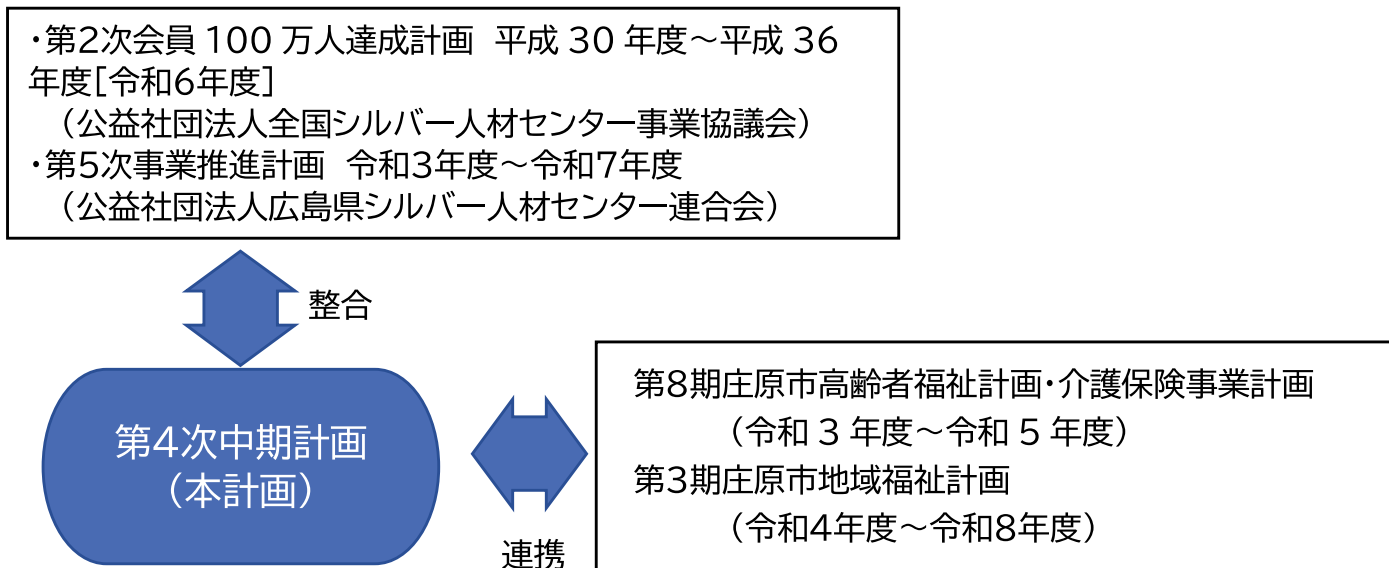 ・第2次会員 100 万人達成計画　平成 30 年度～平成 36
年度[令和6年度]
（公益社団法人全国シルバー人材センター事業協議会）
・第5次事業推進計画　令和3年度～令和7年度
（公益社団法人広島県シルバー人材センター連合会）
整合
第4次中期計画
（本計画）
連携
第8期庄原市高齢者福祉計画・介護保険事業計画
（令和 3 年度～令和 5 年度）
第3期庄原市地域福祉計画
（令和4年度～令和8年度）